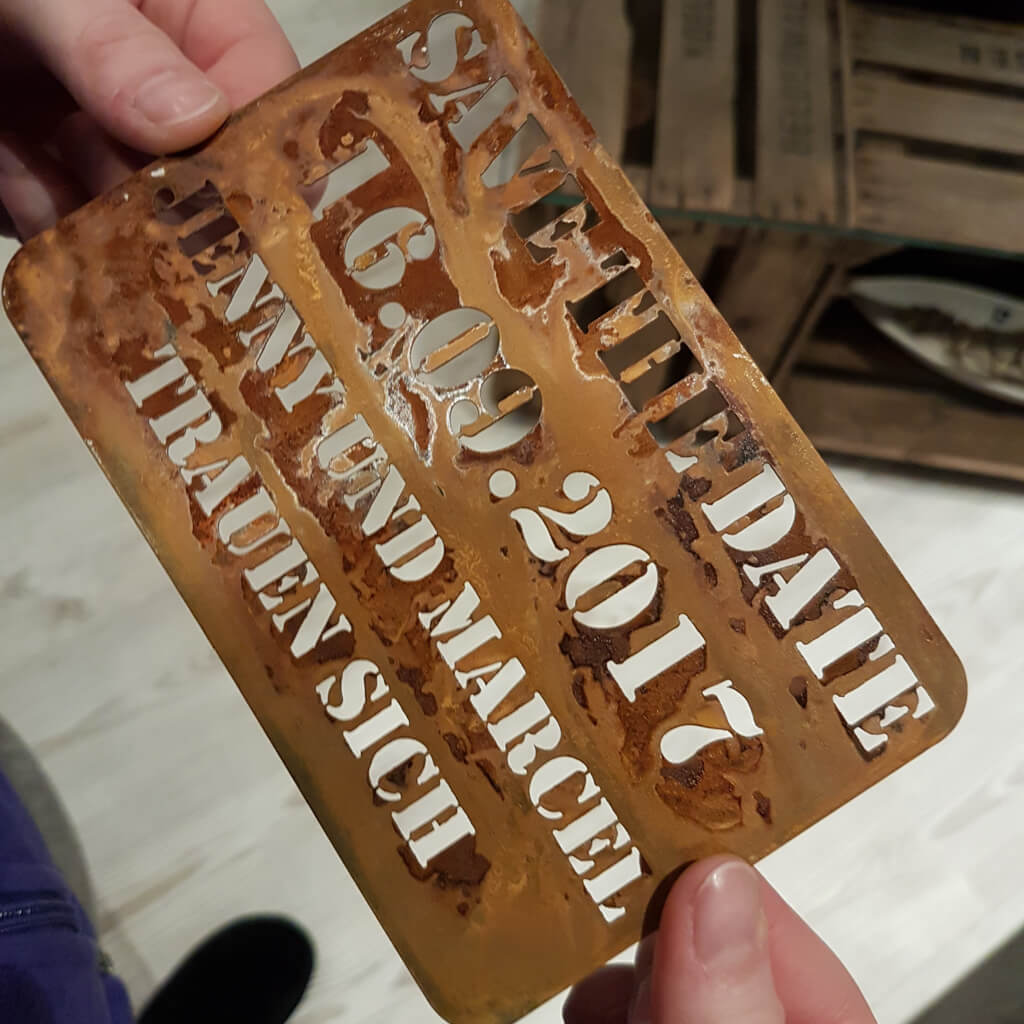 SAVE THE DATE
16.09.2017
JENNY UND MARCEL
TRAUEN SICH